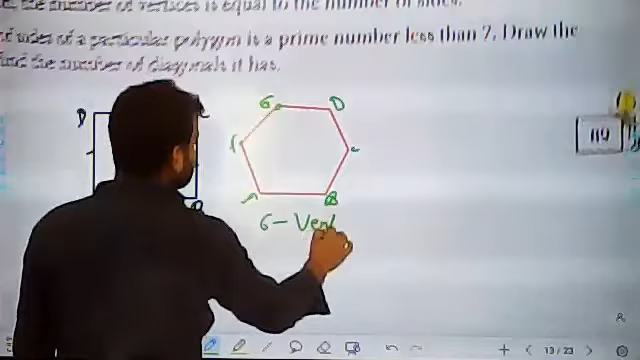 the number of vertices is equal to the number of sides.
of sides of a particular polygon is a prime number less than 7. Draw the
find the number of diagonals it has.
D
E D
F
A B
6 - Vert
119
13/23